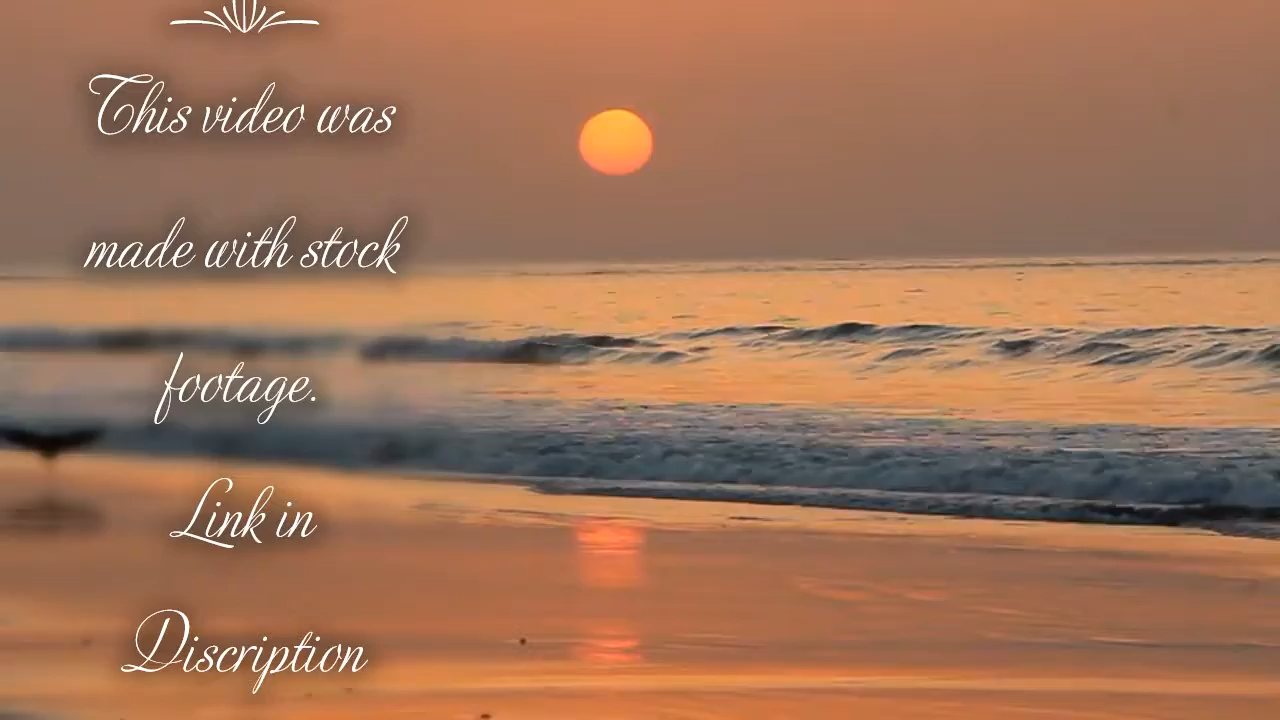 This video was
made with stock
footage.
Link in
Discription